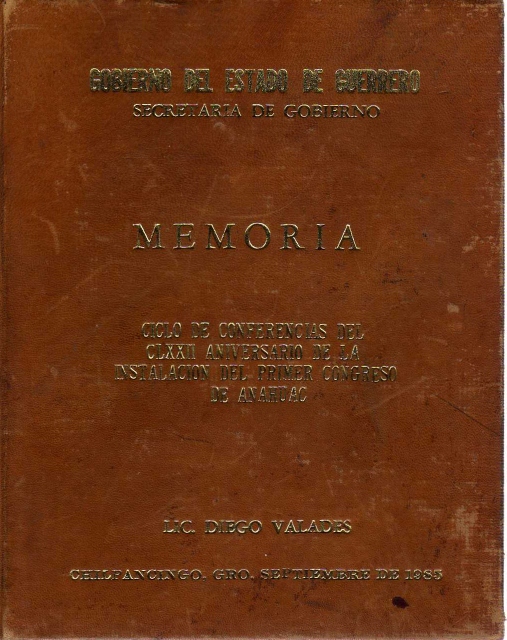 GOBIERNO DEL ESTADO DE GUERRERO
SECRETARIA DE GOBIERNO
MEMORIA
CICLO DE CONFERENCIAS DEL
CLXXII ANIVERSARIO DE LA
INSTALACION DEL PRIMER CONGRESO
DE ANAHUAC
LIC. DIEGO VALADES
CHILPANCINGO. GRO. SEPTIEMBRE DE 1985